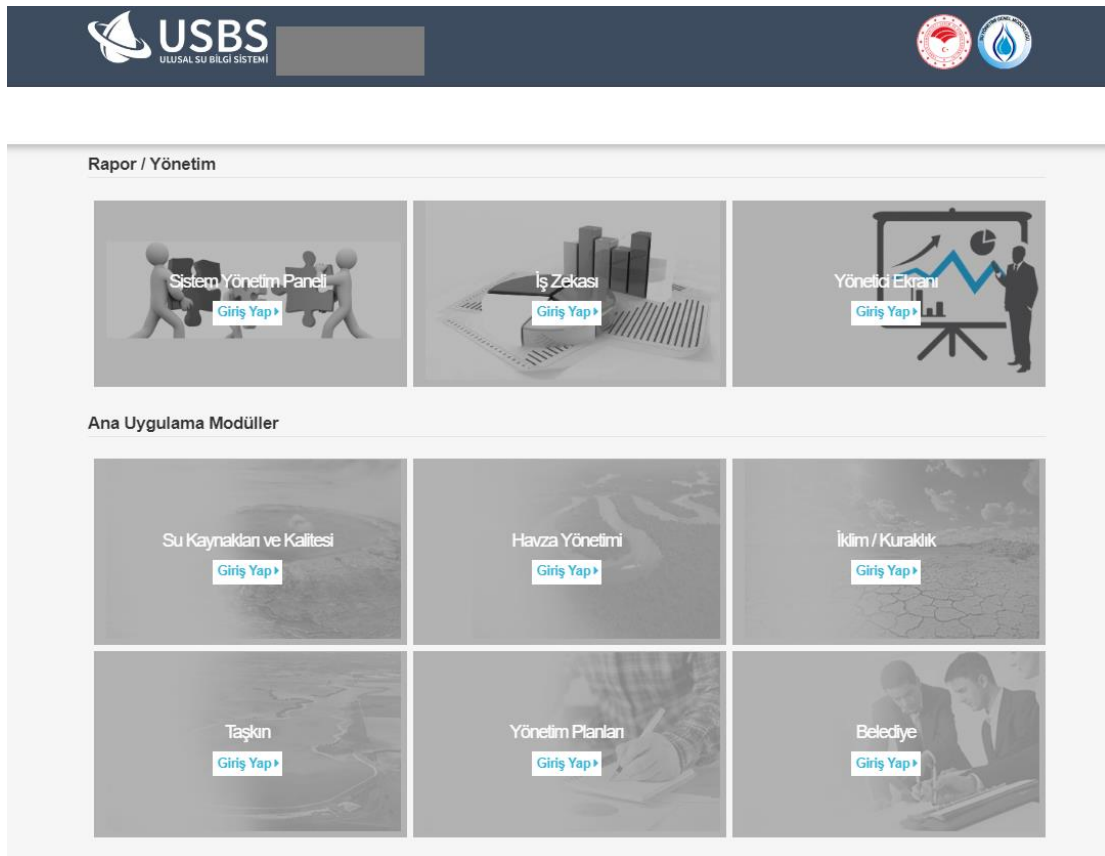 USBS
ULUSAL SU BİLGİ SİSTEMİ
Rapor / Yönetim
Sistem Yönetim Paneli
Giriş Yap
İş Zekası
Giriş Yap
Yönetici Ekranı
Giriş Yap
Ana Uygulama Modüller
Su Kaynakları ve Kalitesi
Giriş Yap
Havza Yönetimi
Giriş Yap
İklim / Kuraklık
Giriş Yap
Taşkın
Giriş Yap
Yönetim Planları
Giriş Yap
Belediye
Giriş Yap